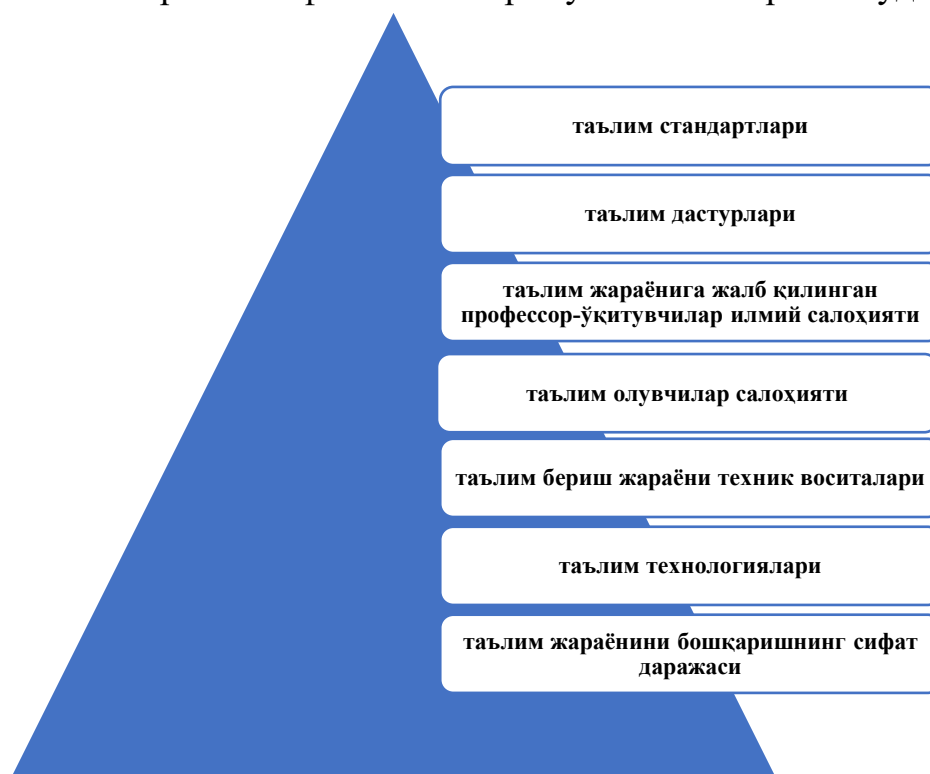 таълим стандартлари
таълим дастурлари
таълим жараёнига жалб қилинган
профессор-ўқитувчилар илмий салоҳияти
таълим олувчилар салоҳияти
таълим бериш жараёни техник воситалари
таълим технологиялари
таълим жараёнини бошқаришнинг сифат
даражаси